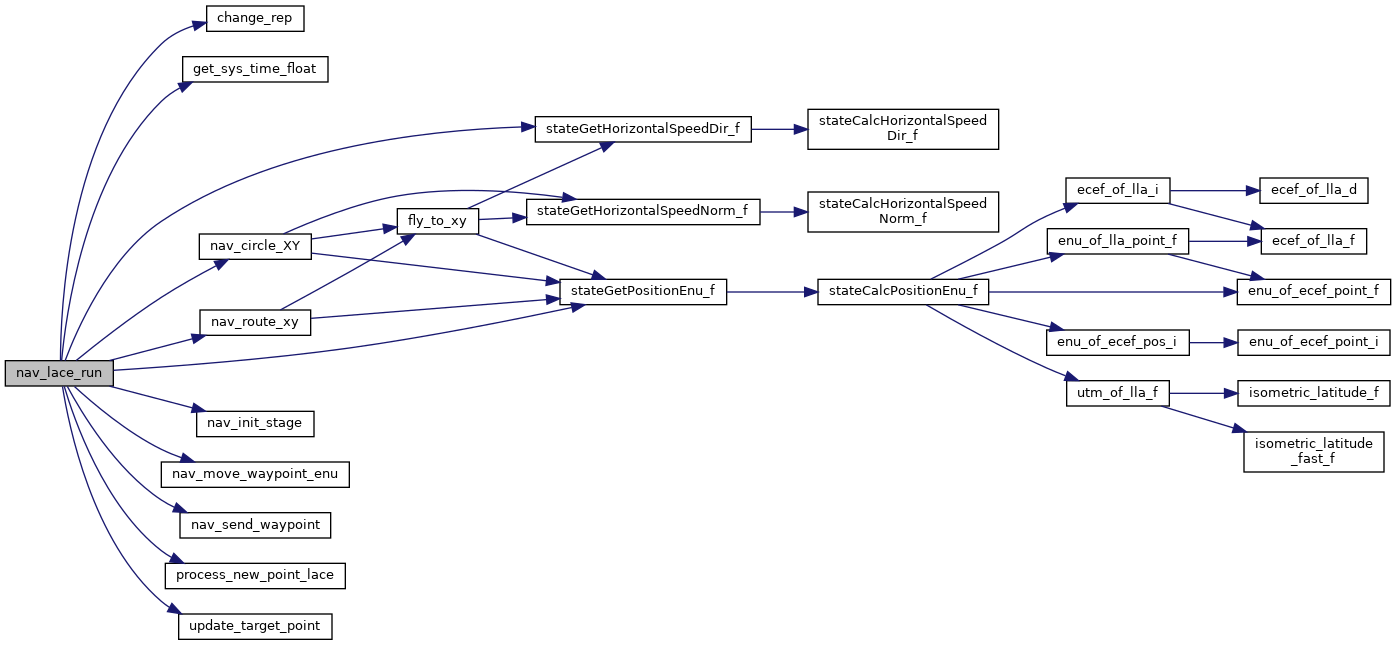 change_rep
get_sys_time_float
stateGetHorizontalSpeedDir_f
stateCalcHorizontalSpeed
Dir_f
ecef_of_lla_i
ecef_of_lla_d
stateGetHorizontalSpeedNorm_f
stateCalcHorizontalSpeed
Norm_f
fly_to_xy
nav_circle_XY
enu_of_lla_point_f
ecef_of_lla_f
stateGetPositionEnu_f
stateCalcPositionEnu_f
enu_of_ecef_point_f
nav_route_xy
enu_of_ecef_pos_i
enu_of_ecef_point_i
nav_lace_run
utm_of_lla_f
isometric_latitude_f
nav_init_stage
isometric_latitude
_fast_f
nav_move_waypoint_enu
nav_send_waypoint
process_new_point_lace
update_target_point